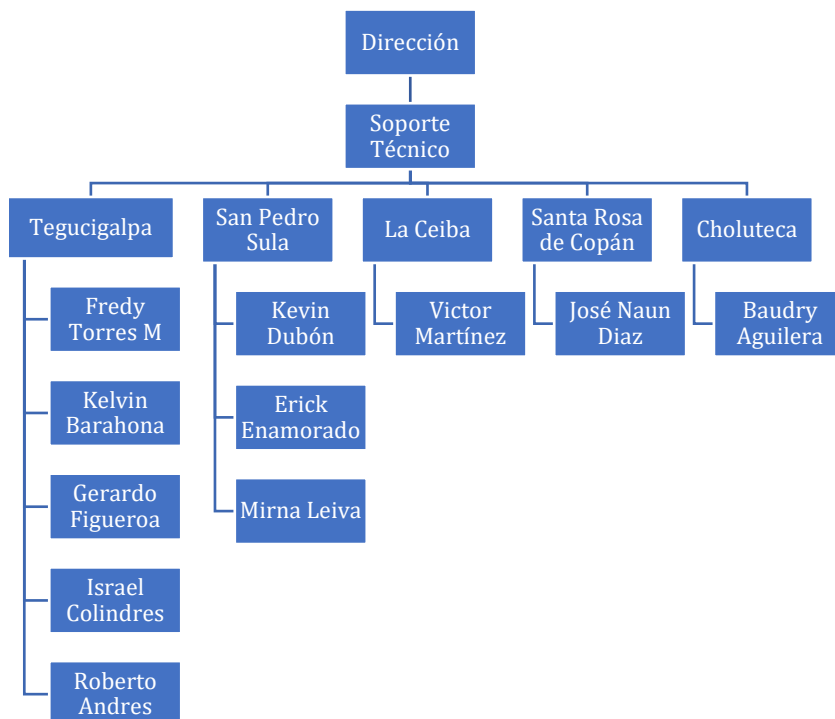 Dirección
Soporte
Técnico
Tegucigalpa
San Pedro
Sula
La Ceiba
Santa Rosa
de Copán
Choluteca
Fredy
Torres M
Kevin
Dubón
Victor
Martínez
José Naun
Diaz
Baudry
Aguilera
Kelvin
Barahona
Erick
Enamorado
Gerardo
Figueroa
Mirna Leiva
Israel
Colindres
Roberto
Andres